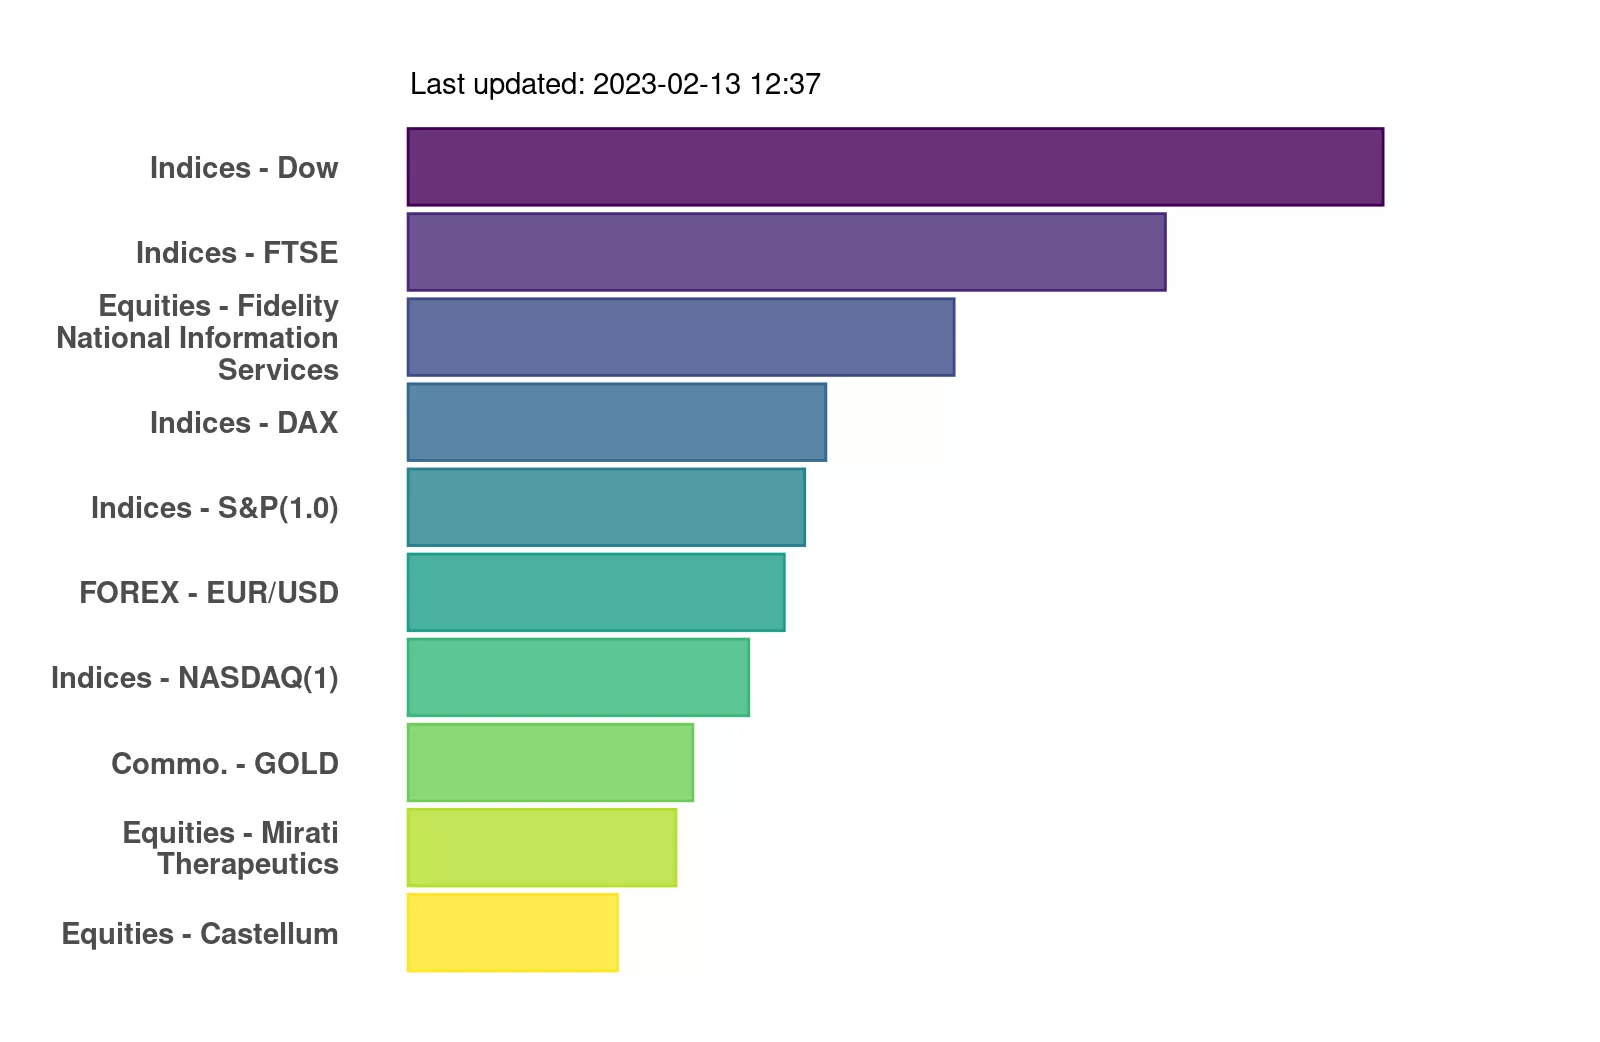 Last updated: 2023-02-13 12:37
Indices - Dow
Indices - FTSE
Equities - Fidelity
National Information
Services
Indices - DAX
Indices - S&P(1.0)
FOREX - EUR/USD
Indices - NASDAQ(1)
Commo. - GOLD
Equities - Mirati
Therapeutics
Equities - Castellum